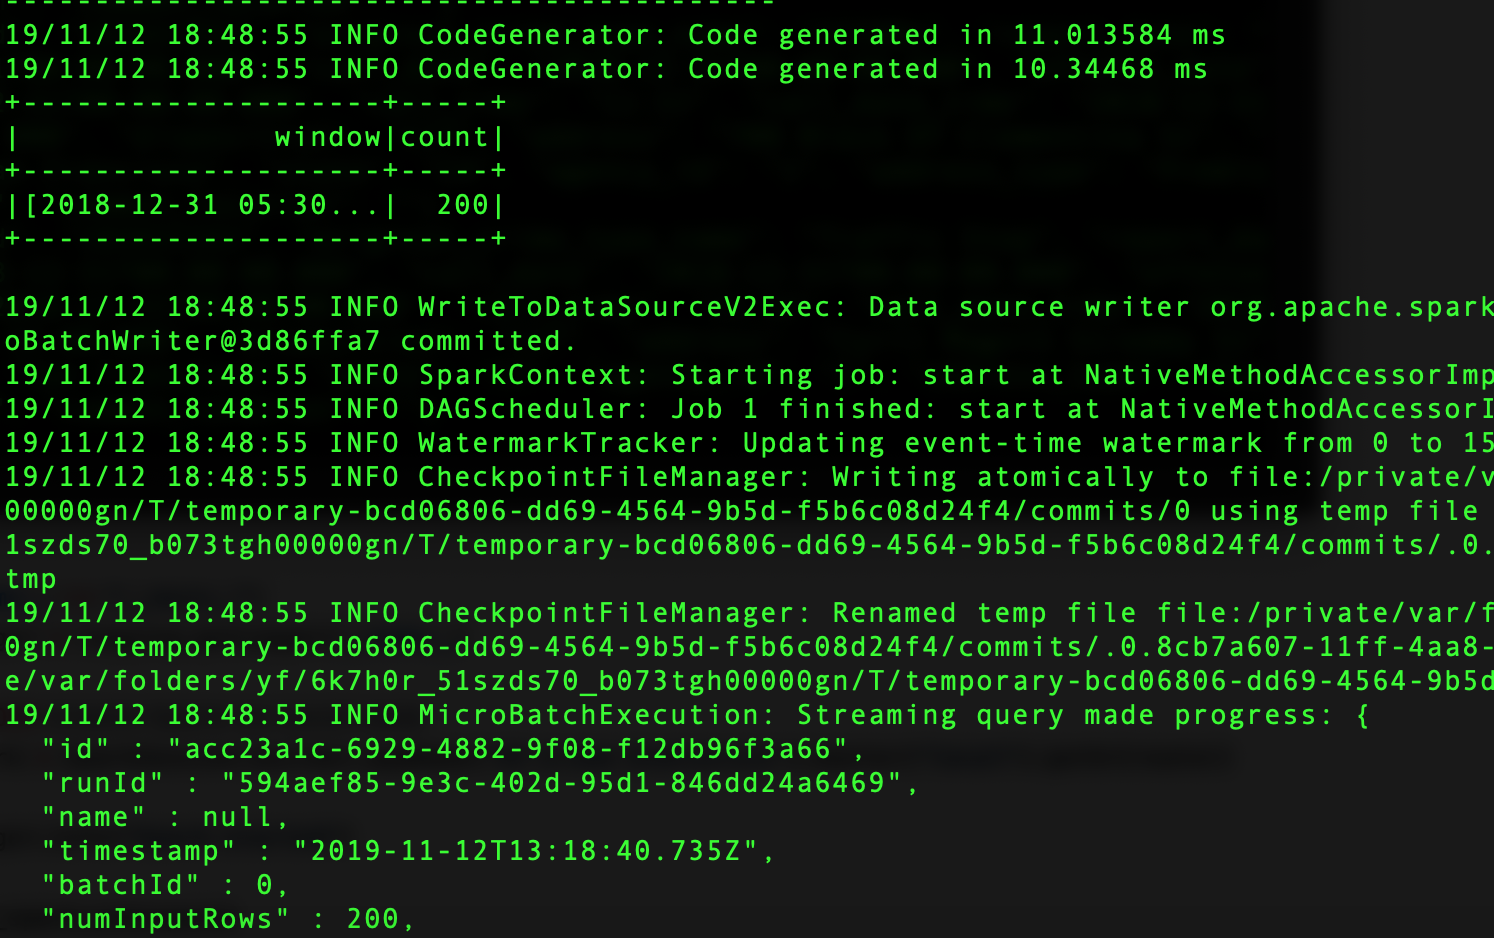 --------------------------------------------
19/11/12 18:48:55 INFO CodeGenerator: Code generated in 11.013584 ms
19/11/12 18:48:55 INFO CodeGenerator: Code generated in 10.34468 ms
+--------------------+-----+
|              window|count|
+--------------------+-----+
|[2018-12-31 05:30...|  200|
+--------------------+-----+
19/11/12 18:48:55 INFO WriteToDataSourceV2Exec: Data source writer org.apache.spark
oBatchWriter@3d86ffa7 committed.
19/11/12 18:48:55 INFO SparkContext: Starting job: start at NativeMethodAccessorImp
19/11/12 18:48:55 INFO DAGScheduler: Job 1 finished: start at NativeMethodAccessorI
19/11/12 18:48:55 INFO WatermarkTracker: Updating event-time watermark from 0 to 15
19/11/12 18:48:55 INFO CheckpointFileManager: Writing atomically to file:/private/v
00000gn/T/temporary-bcd06806-dd69-4564-9b5d-f5b6c08d24f4/commits/0 using temp file
1szds70_b073tgh00000gn/T/temporary-bcd06806-dd69-4564-9b5d-f5b6c08d24f4/commits/.0.
tmp
19/11/12 18:48:55 INFO CheckpointFileManager: Renamed temp file file:/private/var/f
0gn/T/temporary-bcd06806-dd69-4564-9b5d-f5b6c08d24f4/commits/.0.8cb7a607-11ff-4aa8-
e/var/folders/yf/6k7h0r_51szds70_b073tgh00000gn/T/temporary-bcd06806-dd69-4564-9b5d
19/11/12 18:48:55 INFO MicroBatchExecution: Streaming query made progress: {
  "id" : "acc23a1c-6929-4882-9f08-f12db96f3a66",
  "runId" : "594aef85-9e3c-402d-95d1-846dd24a6469",
  "name" : null,
  "timestamp" : "2019-11-12T13:18:40.735Z",
  "batchId" : 0,
  "numInputRows" : 200,